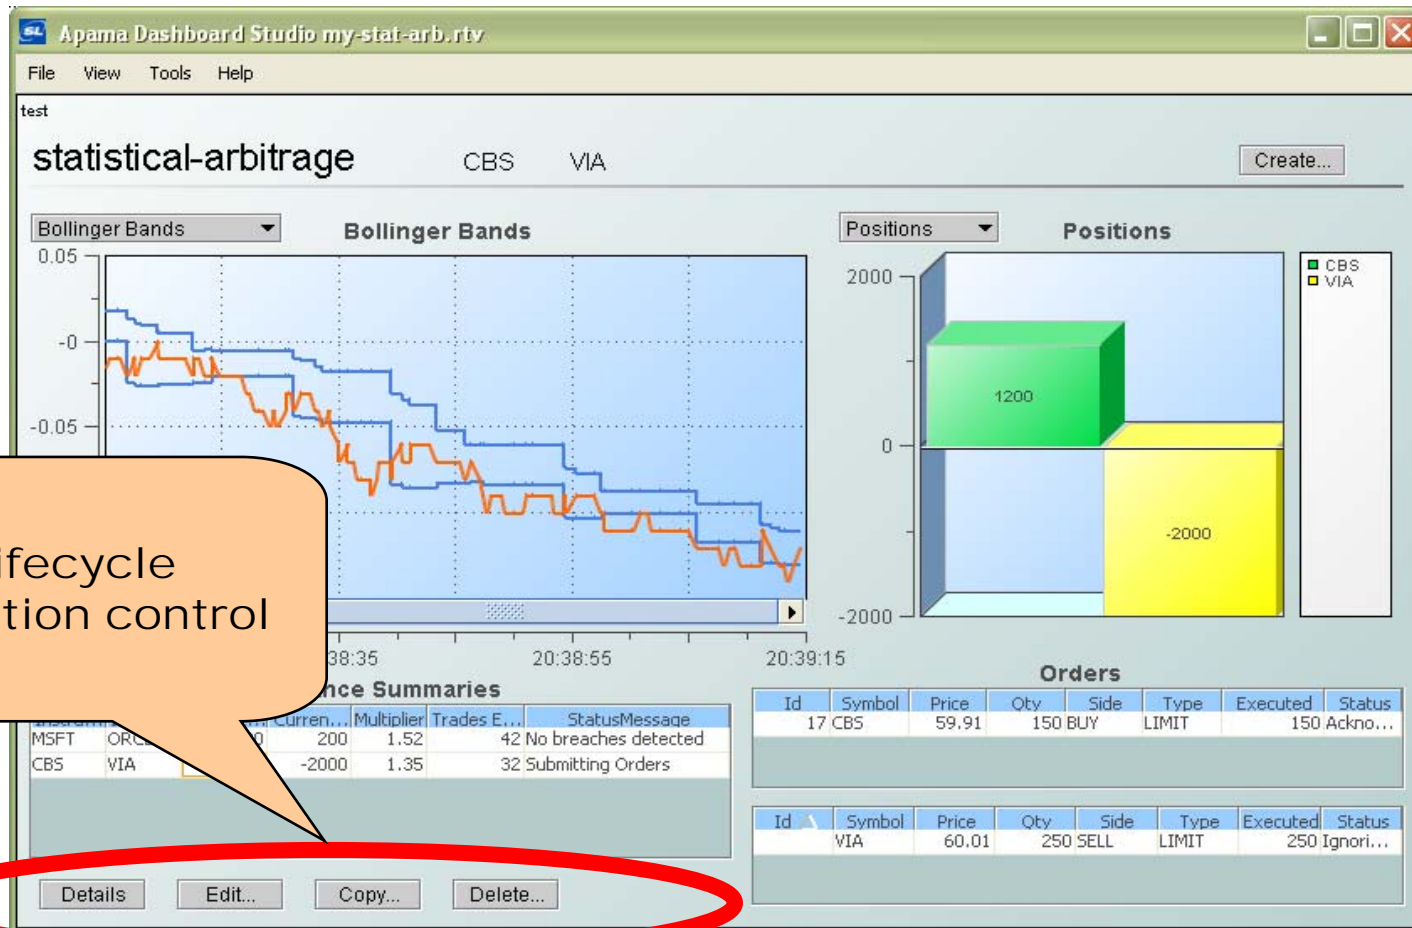 SL Apama Dashboard Studio my-stat-arb.rtv
File View Tools Help
test
statistical-arbitrage CBS VIA Create...
Bollinger Bands Bollinger Bands
0.05
-0
-0.05
38:35 20:38:55 20:39:15
Positions Positions
2000
0
-2000
1200
-2000
CBS
VIA
ifecycle
tion control
nce Summaries
Curren... Multiplier Trades E... StatusMessage
MSFT 0 200 1.52 42 No breaches detected
CBS VIA -2000 1.35 32 Submitting Orders
Orders
Id Symbol Price Qty Side Type Executed Status
17 CBS 59.91 150 BUY LIMIT 150 Ackno...
Id Symbol Price Qty Side Type Executed Status
VIA 60.01 250 SELL LIMIT 250 Ignori...
Details Edit... Copy... Delete...